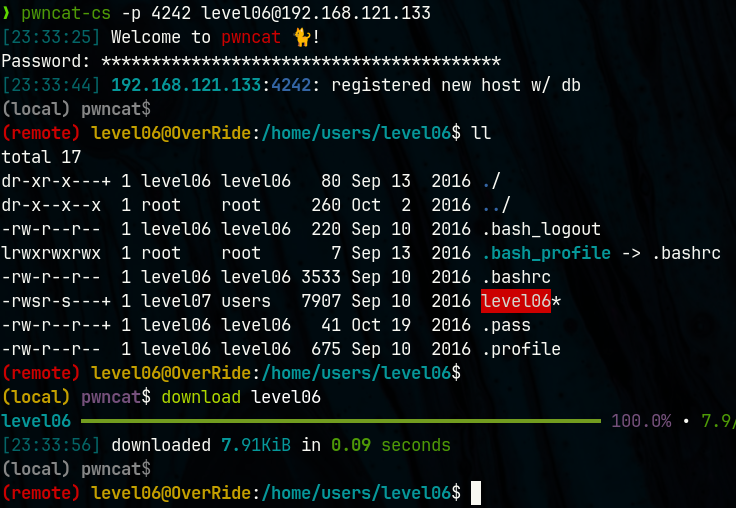 ❯ pwncat-cs -p 4242 level06@192.168.121.133
[23:33:25] Welcome to pwncat 🐈!
Password: ****************************************
[23:33:44] 192.168.121.133:4242: registered new host w/ db
(local) pwncat$
(remote) level06@OverRide:/home/users/level06$ ll
total 17
dr-xr-x---+ 1 level06 level06   80 Sep 13  2016 ./
dr-x--x--x  1 root    root     260 Oct  2  2016 ../
-rw-r--r--  1 level06 level06  220 Sep 10  2016 .bash_logout
lrwxrwxrwx  1 root    root       7 Sep 13  2016 .bash_profile -> .bashrc
-rw-r--r--  1 level06 level06 3533 Sep 10  2016 .bashrc
-rwsr-s---+ 1 level07 users   7907 Sep 10  2016 level06*
-rw-r--r--+ 1 level06 level06   41 Oct 19  2016 .pass
-rw-r--r--  1 level06 level06  675 Sep 10  2016 .profile
(remote) level06@OverRide:/home/users/level06$
(local) pwncat$ download level06
level06 100.0% • 7.9/
[23:33:56] downloaded 7.91KiB in 0.09 seconds
(local) pwncat$
(remote) level06@OverRide:/home/users/level06$